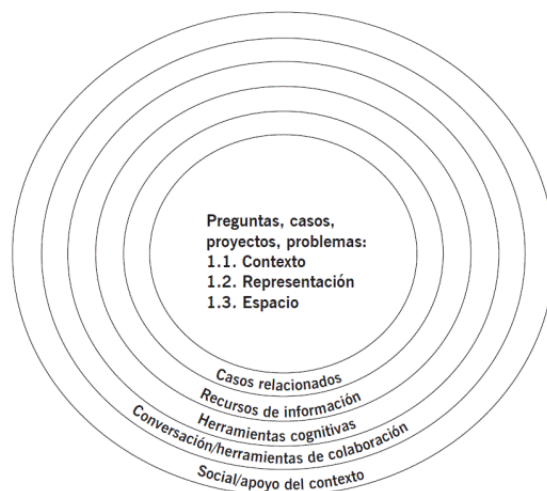 Preguntas, casos,
proyectos, problemas:
1.1. Contexto
1.2. Representación
1.3. Espacio
Casos relacionados
Recursos de información
Herramientas cognitivas
Conversación/herramientas de colaboración
Social/apoyo del contexto